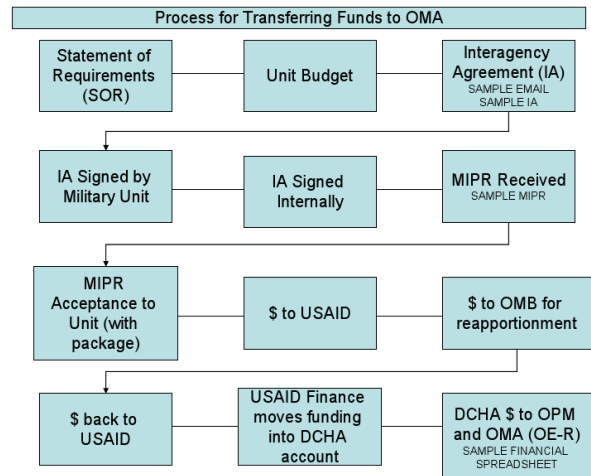 Process for Transferring Funds to OMA
Statement of
Requirements
(SOR)
Unit Budget
Interagency
Agreement (IA)
SAMPLE EMAIL
SAMPLE IA
IA Signed by
Military Unit
IA Signed
Internally
MIPR Received
SAMPLE MIPR
MIPR
Acceptance to
Unit (with
package)
$ to USAID
$ to OMB for
reapportionment
$ back to
USAID
USAID Finance
moves funding
into DCHA
account
DCHA $ to OPM
and OMA (OE-R)
SAMPLE FINANCIAL
SPREADSHEET